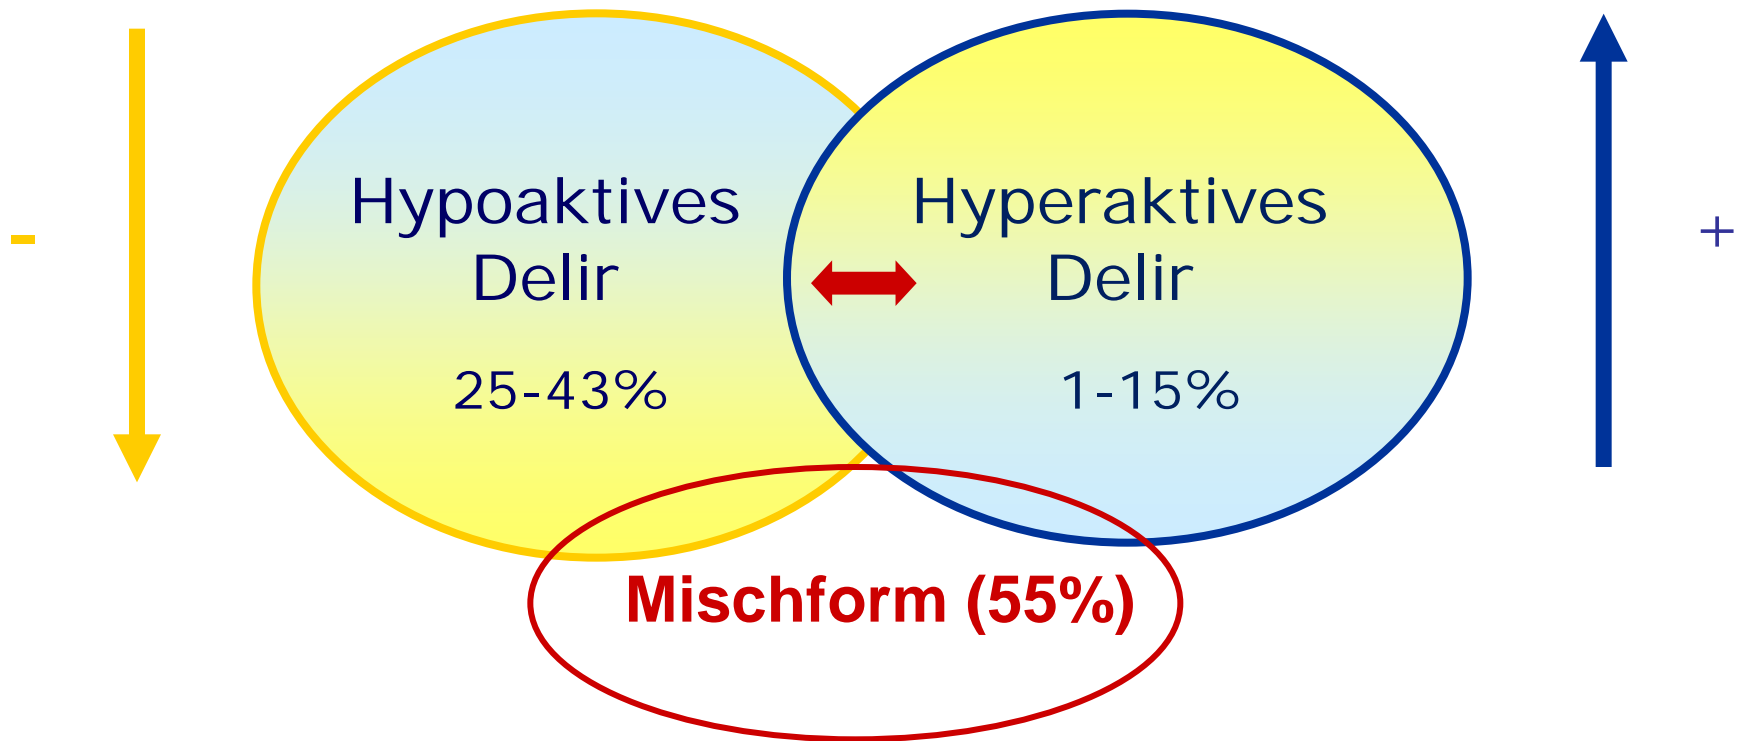 Hypoaktives
Delir
25-43%
Hyperaktives
Delir
1-15%
-
+
Mischform (55%)